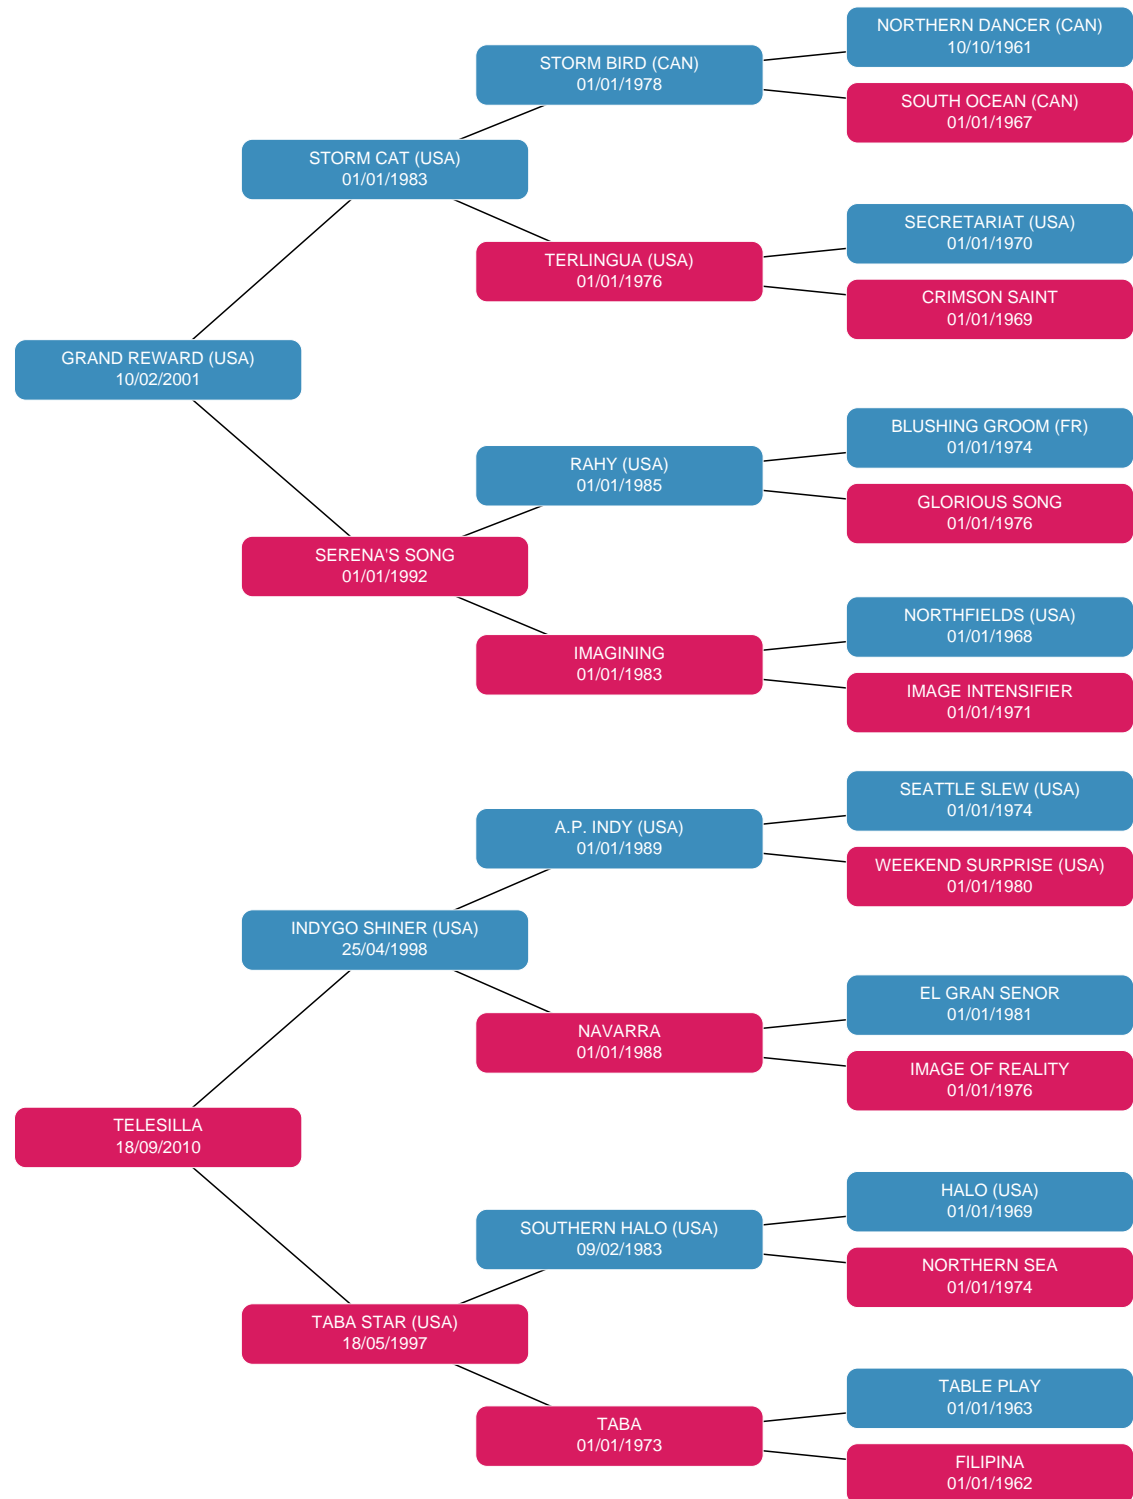 NORTHERN DANCER (CAN)
10/10/1961
STORM BIRD (CAN)
01/01/1978
SOUTH OCEAN (CAN)
01/01/1967
STORM CAT (USA)
01/01/1983
SECRETARIAT (USA)
01/01/1970
TERLINGUA (USA)
01/01/1976
CRIMSON SAINT
01/01/1969
GRAND REWARD (USA)
10/02/2001
BLUSHING GROOM (FR)
01/01/1974
RAHY (USA)
01/01/1985
GLORIOUS SONG
01/01/1976
SERENA'S SONG
01/01/1992
NORTHFIELDS (USA)
01/01/1968
IMAGINING
01/01/1983
IMAGE INTENSIFIER
01/01/1971
SEATTLE SLEW (USA)
01/01/1974
A.P. INDY (USA)
01/01/1989
WEEKEND SURPRISE (USA)
01/01/1980
INDYGO SHINER (USA)
25/04/1998
EL GRAN SENOR
01/01/1981
NAVARRA
01/01/1988
IMAGE OF REALITY
01/01/1976
TELESILLA
18/09/2010
HALO (USA)
01/01/1969
SOUTHERN HALO (USA)
09/02/1983
NORTHERN SEA
01/01/1974
TABA STAR (USA)
18/05/1997
TABLE PLAY
01/01/1963
TABA
01/01/1973
FILIPINA
01/01/1962